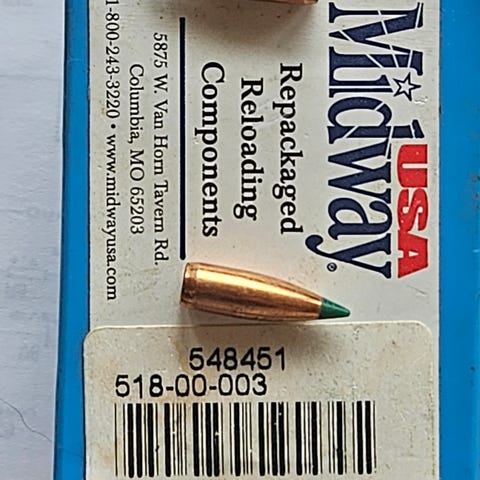 MidwayUSA®
Repackaged
Reloading
Components
5875 W. Van Horn Tavern Rd.
Columbia, MO 65203
1-800-243-3220 • www.midwayusa.com
548451
518-00-003